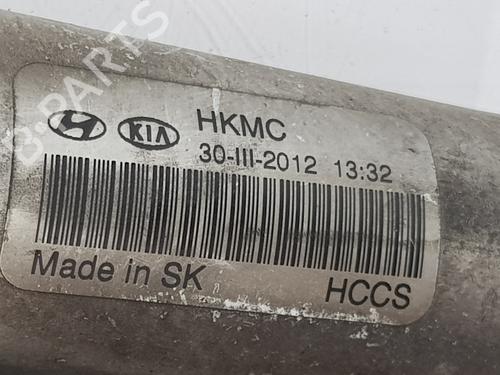 B-PARTS
KIA HKMC
30-III-2012 13:32
Made in SK HCCS